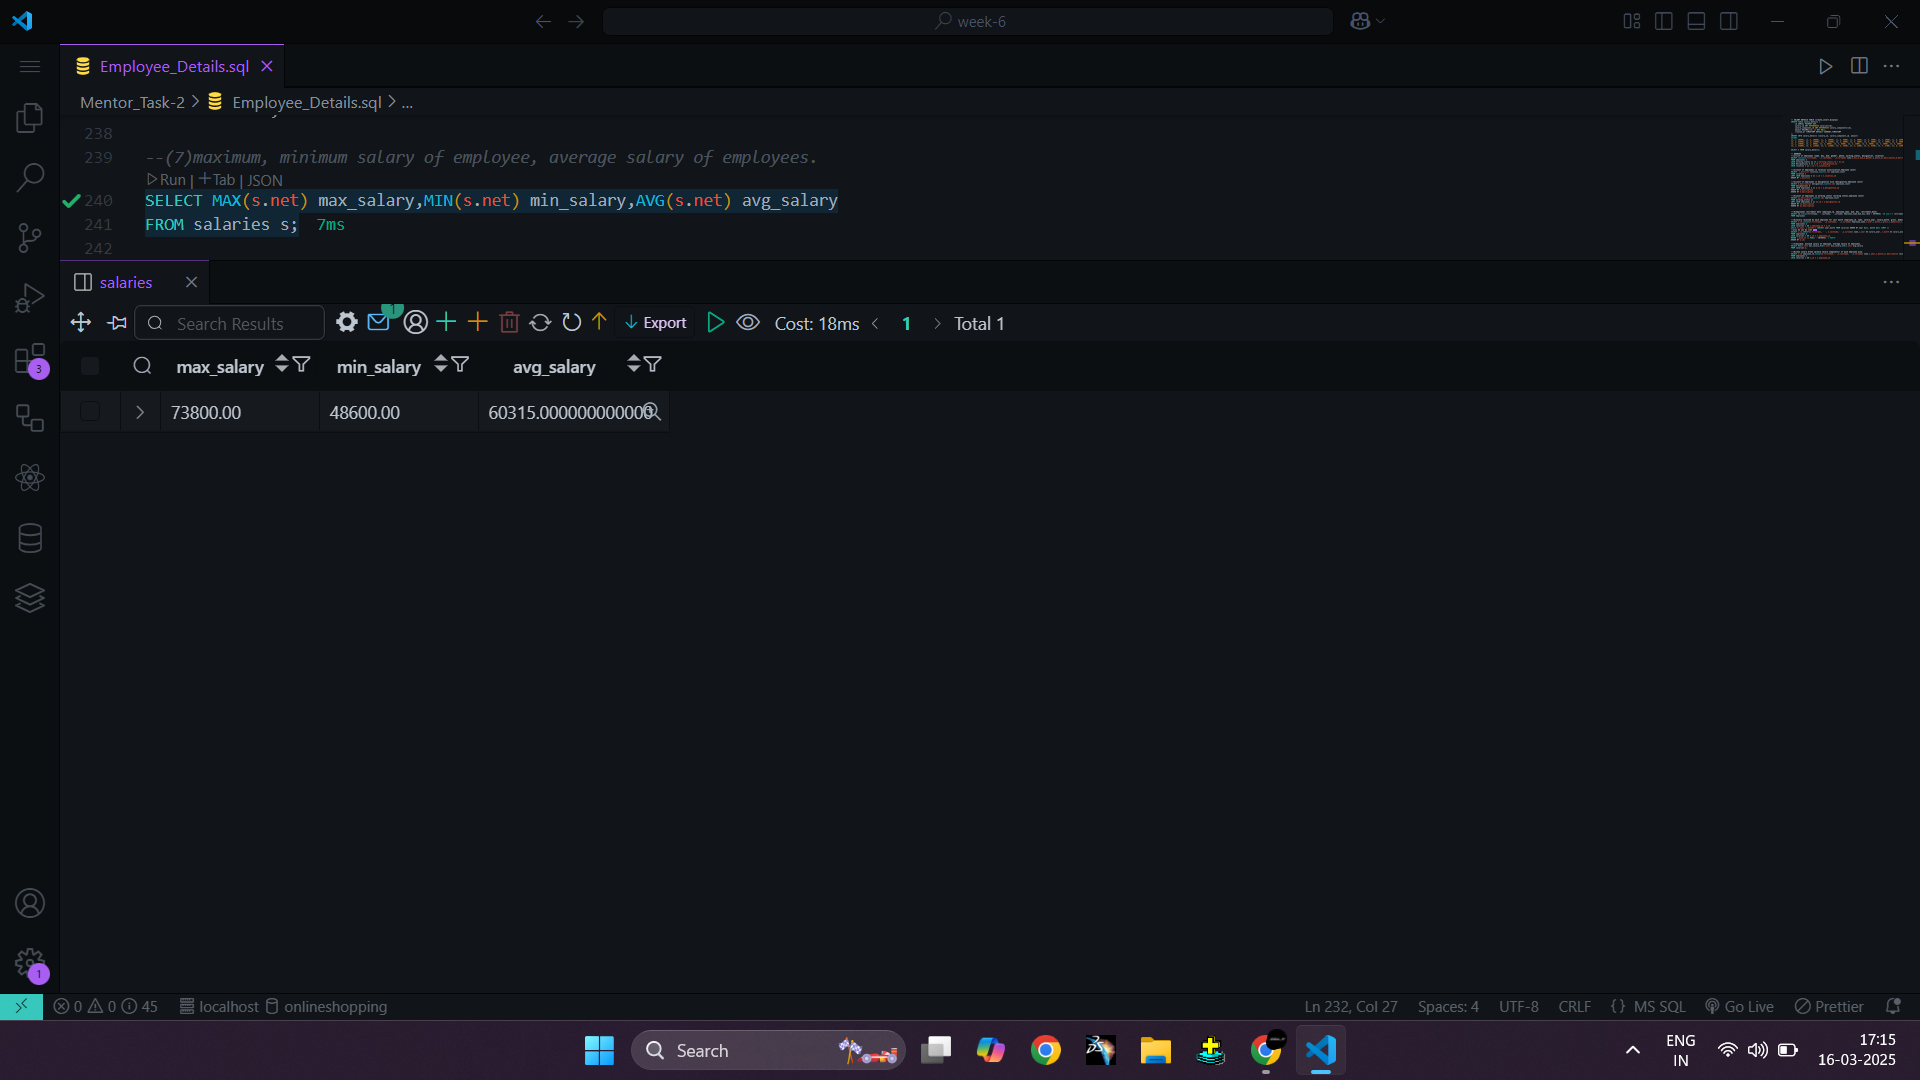 week-6
Employee_Details.sql
Mentor_Task-2 > Employee_Details.sql > ...
238
239 --(7)maximum, minimum salary of employee, average salary of employees.
Run | +Tab | JSON
240 SELECT MAX(s.net) max_salary,MIN(s.net) min_salary,AVG(s.net) avg_salary
241 FROM salaries s; 7ms
242
salaries
Search Results
1
Export
Cost: 18ms < 1 > Total 1
max_salary min_salary avg_salary
73800.00 48600.00 60315.000000000000
3
1
0 0 45 localhost onlineshopping
Ln 232, Col 27 Spaces: 4 UTF-8 CRLF {} MS SQL Go Live Prettier
Search
ENG
IN
17:15
16-03-2025